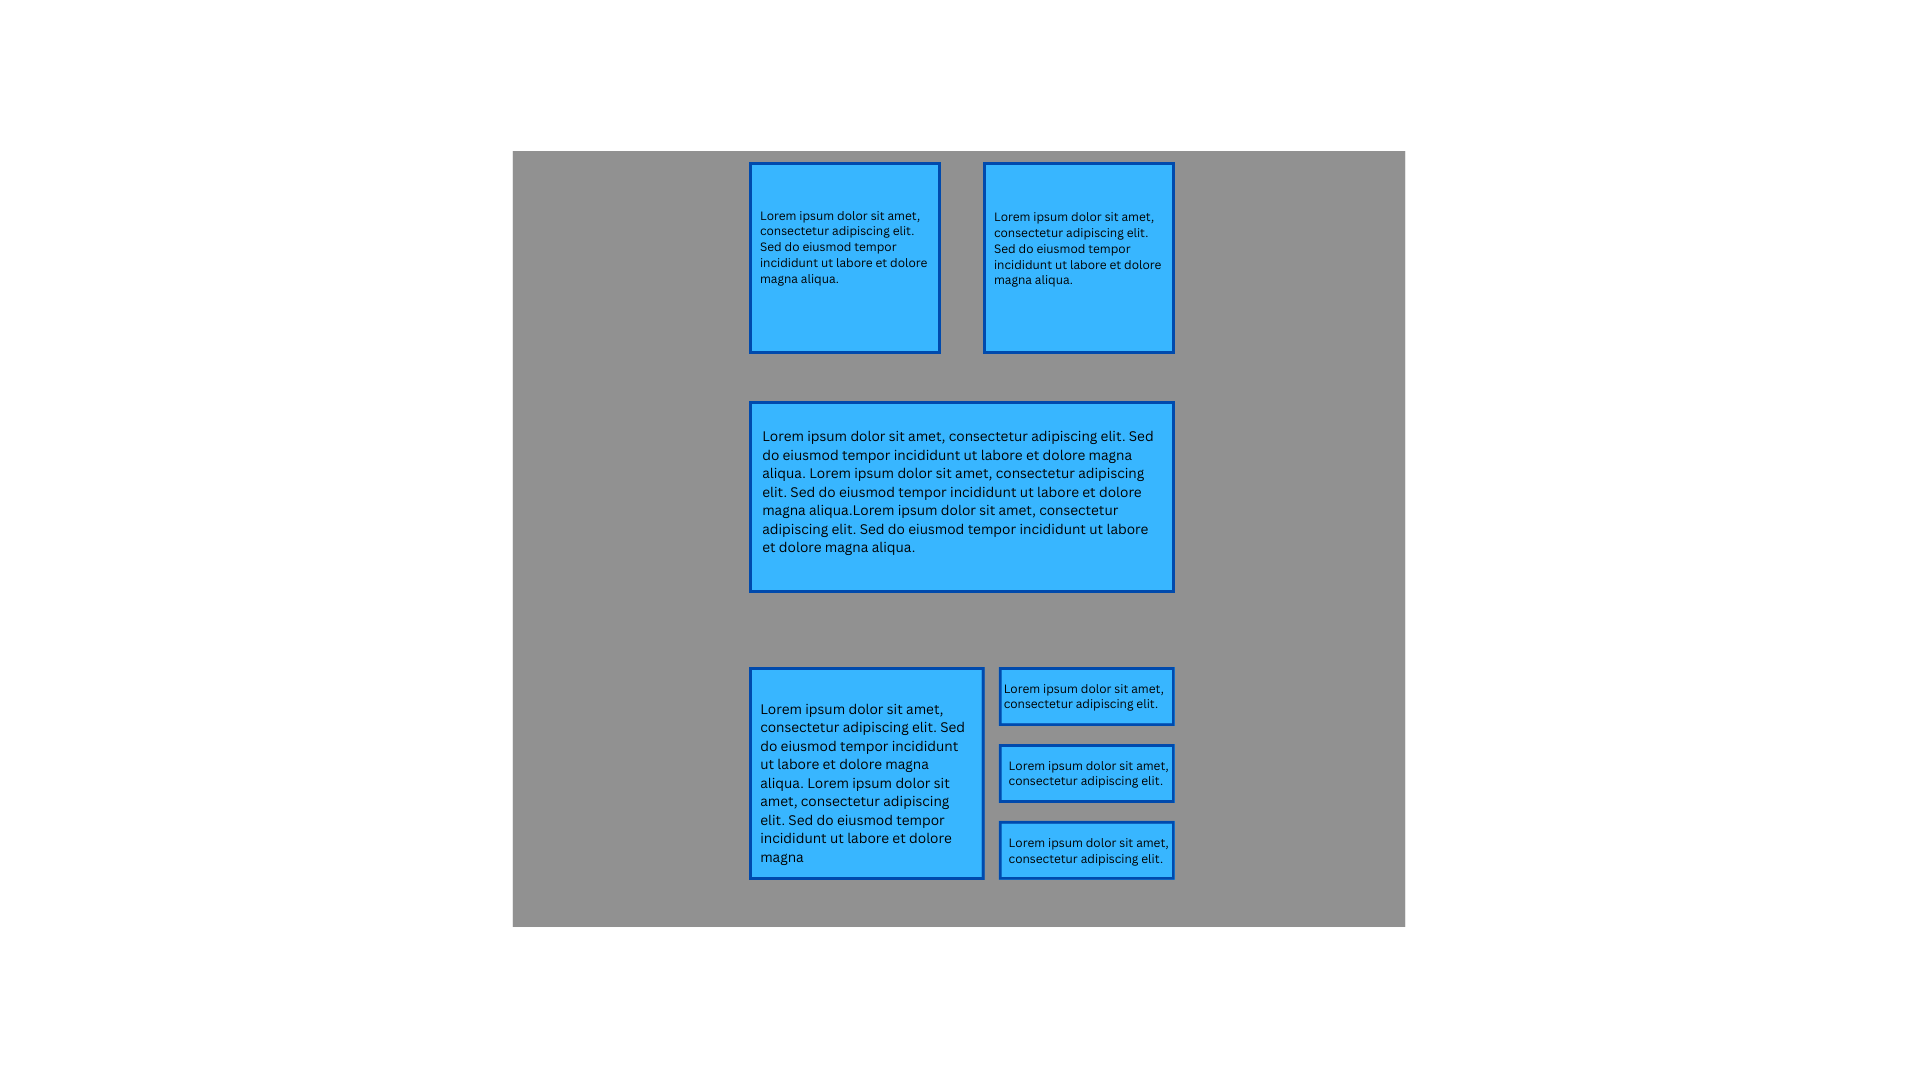 Lorem ipsum dolor sit amet,
consectetur adipiscing elit.
Sed do eiusmod tempor
incididunt ut labore et dolore
magna aliqua.
Lorem ipsum dolor sit amet,
consectetur adipiscing elit.
Sed do eiusmod tempor
incididunt ut labore et dolore
magna aliqua.
Lorem ipsum dolor sit amet, consectetur adipiscing elit. Sed
do eiusmod tempor incididunt ut labore et dolore magna
aliqua. Lorem ipsum dolor sit amet, consectetur adipiscing
elit. Sed do eiusmod tempor incididunt ut labore et dolore
magna aliqua.Lorem ipsum dolor sit amet, consectetur
adipiscing elit. Sed do eiusmod tempor incididunt ut labore
et dolore magna aliqua.
Lorem ipsum dolor sit amet,
consectetur adipiscing elit. Sed
do eiusmod tempor incididunt
ut labore et dolore magna
aliqua. Lorem ipsum dolor sit
amet, consectetur adipiscing
elit. Sed do eiusmod tempor
incididunt ut labore et dolore
magna
Lorem ipsum dolor sit amet,
consectetur adipiscing elit.
Lorem ipsum dolor sit amet,
consectetur adipiscing elit.
Lorem ipsum dolor sit amet,
consectetur adipiscing elit.